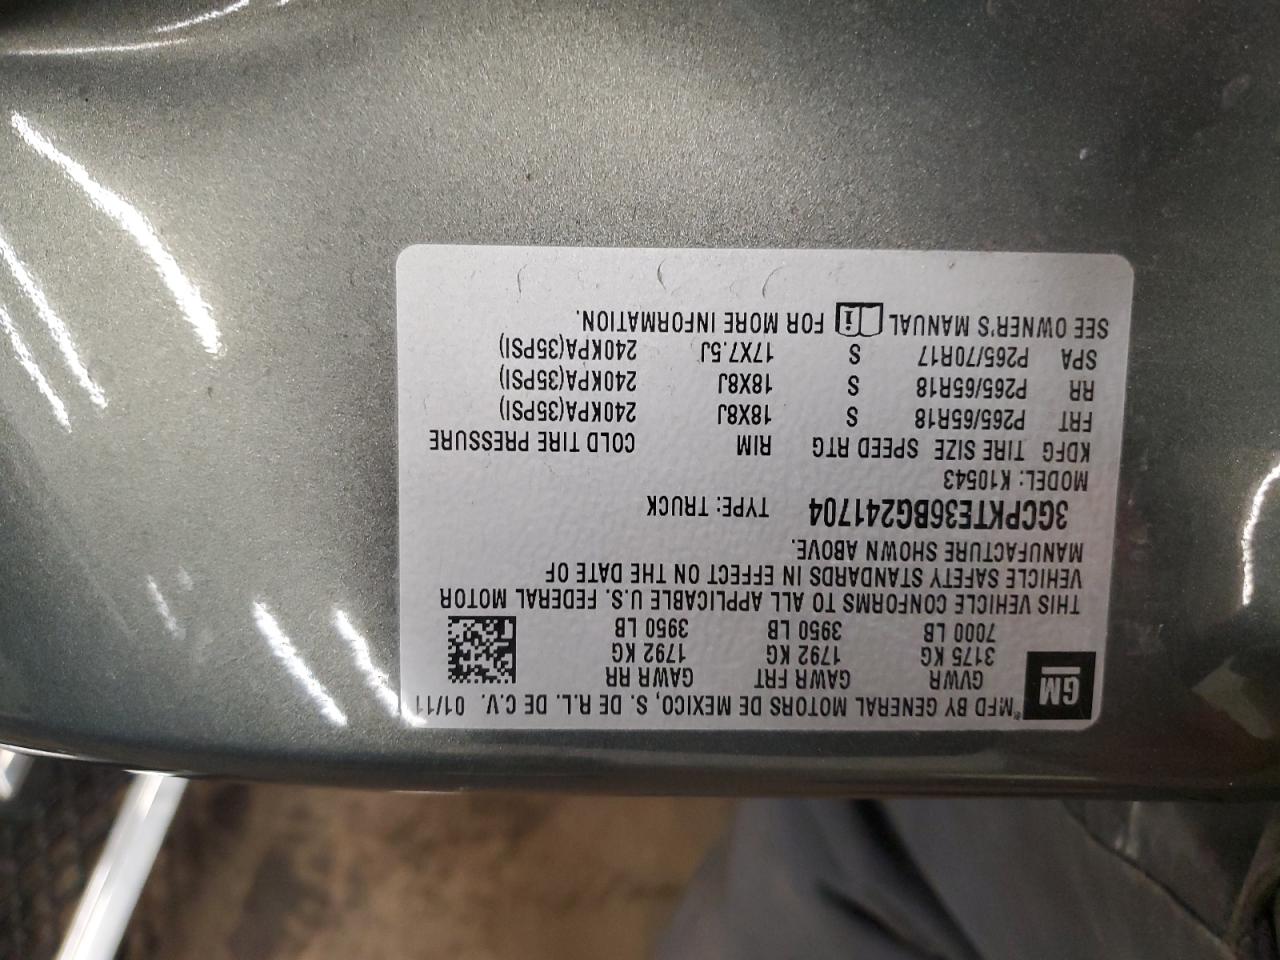 GM
®MFD BY GENERAL MOTORS DE MEXICO, S. DE R.L. DE C.V. 01/11
GVWR GAWR FRT GAWR RR
3175 KG 1792 KG 1792 KG
7000 LB 3950 LB 3950 LB
THIS VEHICLE CONFORMS TO ALL APPLICABLE U.S. FEDERAL MOTOR
VEHICLE SAFETY STANDARDS IN EFFECT ON THE DATE OF
MANUFACTURE SHOWN ABOVE.
3GCPKTE36BG241704 TYPE: TRUCK
MODEL: K10543
KDFG TIRE SIZE SPEED RTG RIM COLD TIRE PRESSURE
FRT P265/65R18 S 18X8J 240KPA(35PSI)
RR P265/65R18 S 18X8J 240KPA(35PSI)
SPA P265/70R17 S 17X7.5J 240KPA(35PSI)
SEE OWNER'S MANUAL i FOR MORE INFORMATION.